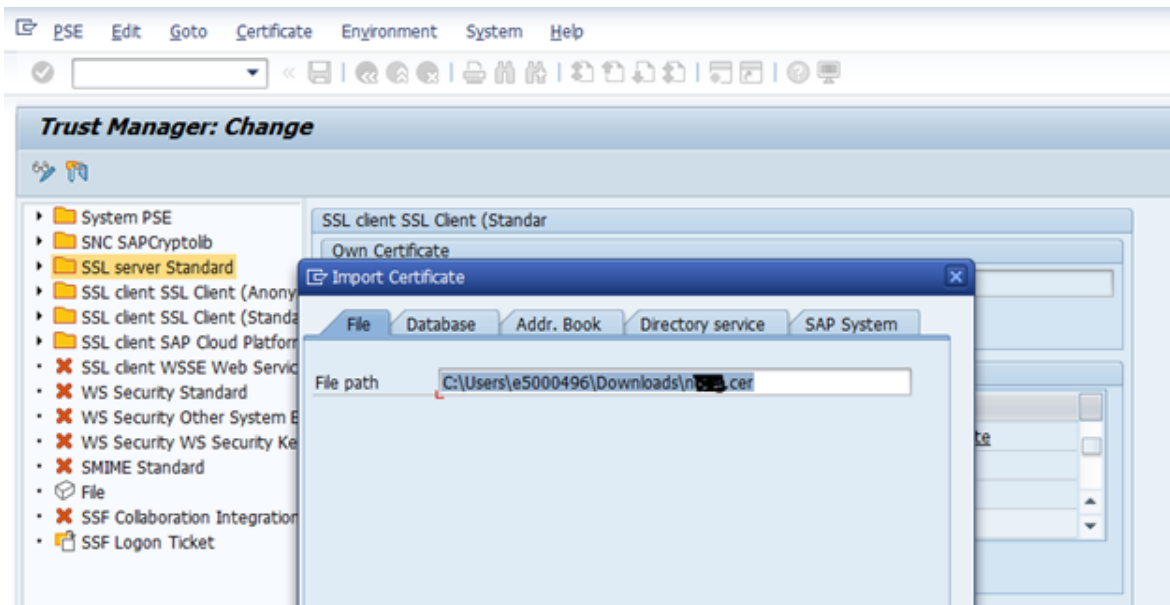 PSE Edit Goto Certificate Environment System Help
Trust Manager: Change
System PSE
SNC SAPCryptolib
SSL server Standard
SSL client SSL Client (Anony
SSL client SSL Client (Standa
SSL client SAP Cloud Platforr
SSL client WSSE Web Servic
WS Security Standard
WS Security Other System E
WS Security WS Security Ke
SMIME Standard
File
SSF Collaboration Integration
SSF Logon Ticket
SSL client SSL Client (Standar
Own Certificate
Import Certificate
File Database Addr. Book Directory service SAP System
File path C:\Users\e5000496\Downloads\n .cer
te